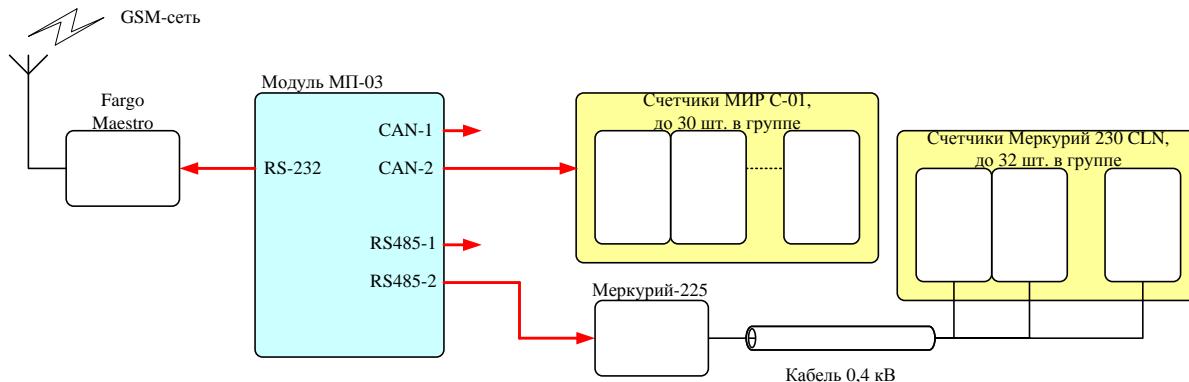 GSM-сеть
Fargo
Maestro
Модуль МП-03
RS-232
CAN-1
CAN-2
RS485-1
RS485-2
Счетчики МИР С-01,
до 30 шт. в группе
Счетчики Меркурий 230 CLN,
до 32 шт. в группе
Меркурий-225
Кабель 0,4 кВ